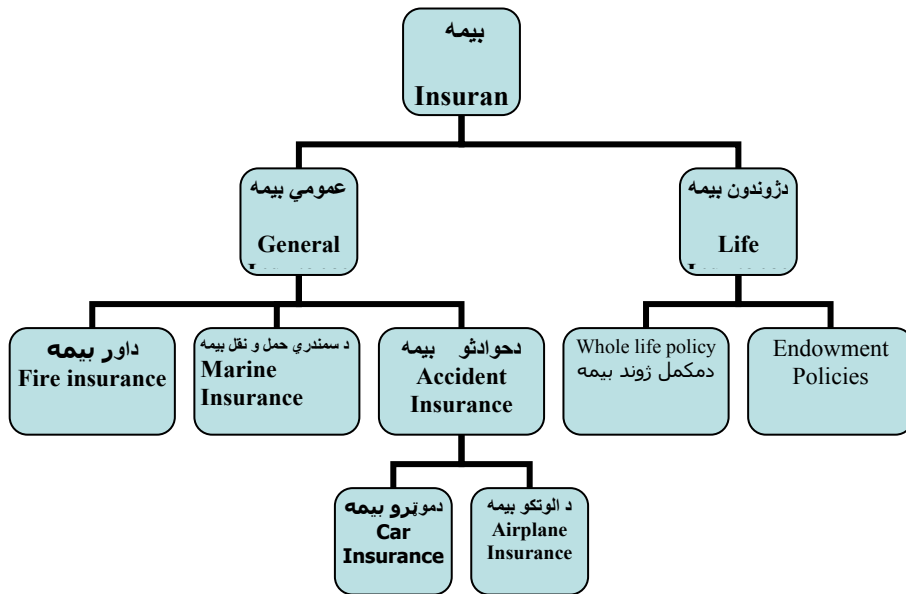 بيمه
Insuran
عمومي بيمه
General
دژوندون بيمه
Life
داور بيمه
Fire insurance
د سمندري حمل و نقل بيمه
Marine
Insurance
دحوادثو بيمه
Accident
Insurance
Whole life policy
دمکمل ژوند بيمه
Endowment
Policies
دموټرو بيمه
Car
Insurance
د الوتکو بيمه
Airplane
Insurance